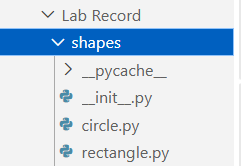 Lab Record
shapes
__pycache__
__init__.py
circle.py
rectangle.py